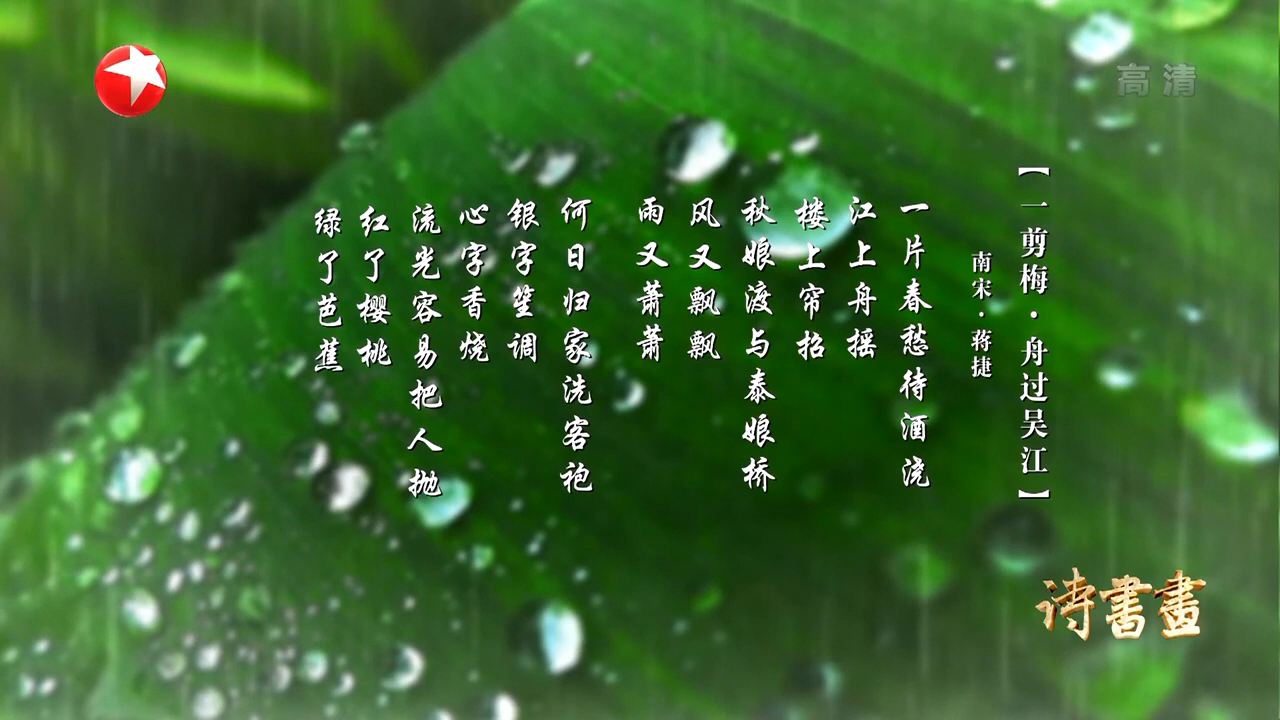 高清
【一剪梅·舟过吴江】
南宋·蒋捷
一片春愁待酒浇
江上舟摇
楼上帘招
秋娘渡与泰娘桥
风又飘飘
雨又萧萧
何日归家洗客袍
银字笙调
心字香烧
流光容易把人抛
红了樱桃
绿了芭蕉
诗書畫